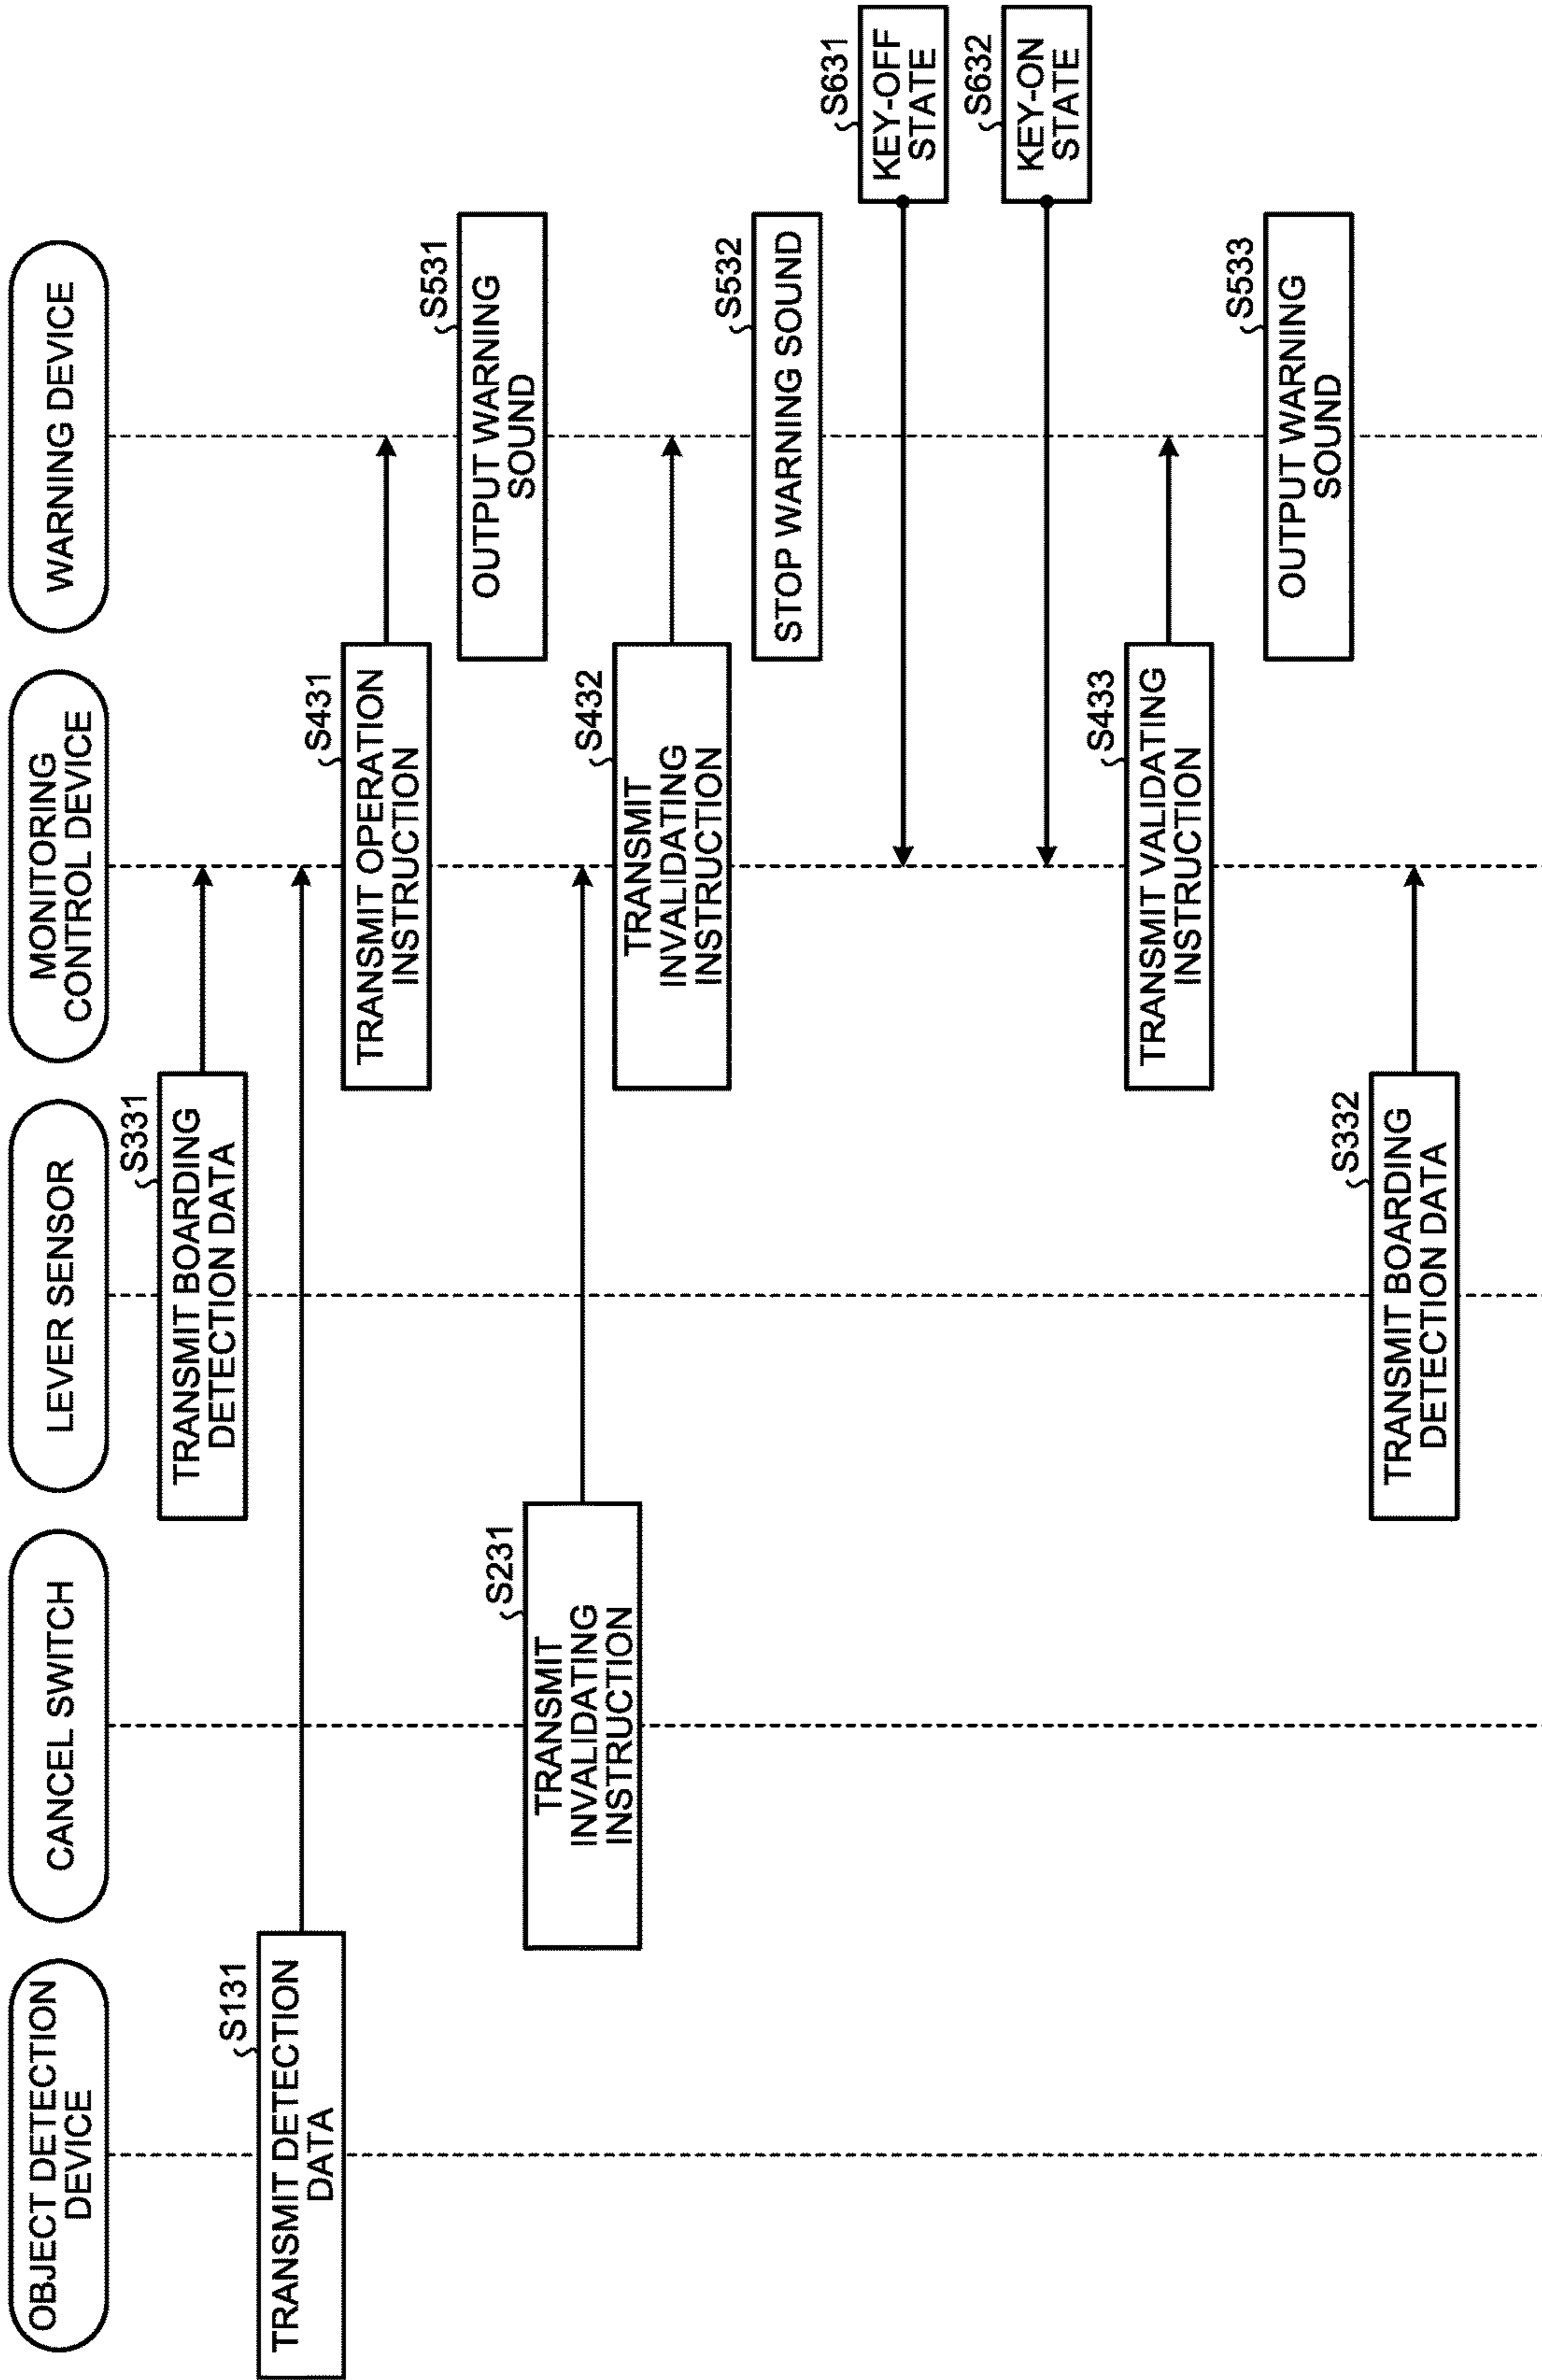 OBJECT DETECTION
DEVICE
CANCEL SWITCH
LEVER SENSOR
MONITORING
CONTROL DEVICE
WARNING DEVICE
S331
TRANSMIT BOARDING
DETECTION DATA
S131
TRANSMIT DETECTION
DATA
S431
TRANSMIT OPERATION
INSTRUCTION
S531
OUTPUT WARNING
SOUND
S231
TRANSMIT
INVALIDATING
INSTRUCTION
S432
TRANSMIT
INVALIDATING
INSTRUCTION
S532
STOP WARNING SOUND
S631
KEY-OFF
STATE
S632
KEY-ON
STATE
S433
TRANSMIT VALIDATING
INSTRUCTION
S533
OUTPUT WARNING
SOUND
S332
TRANSMIT BOARDING
DETECTION DATA